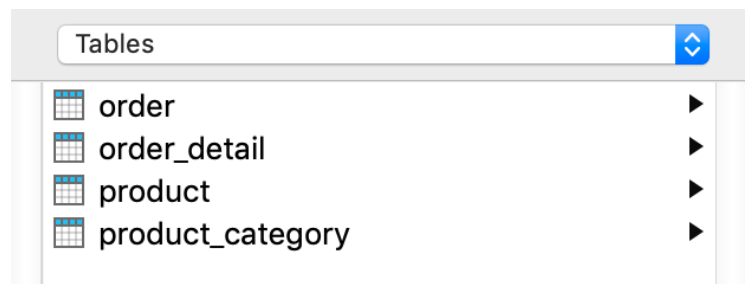 Tables
order
order_detail
product
product_category